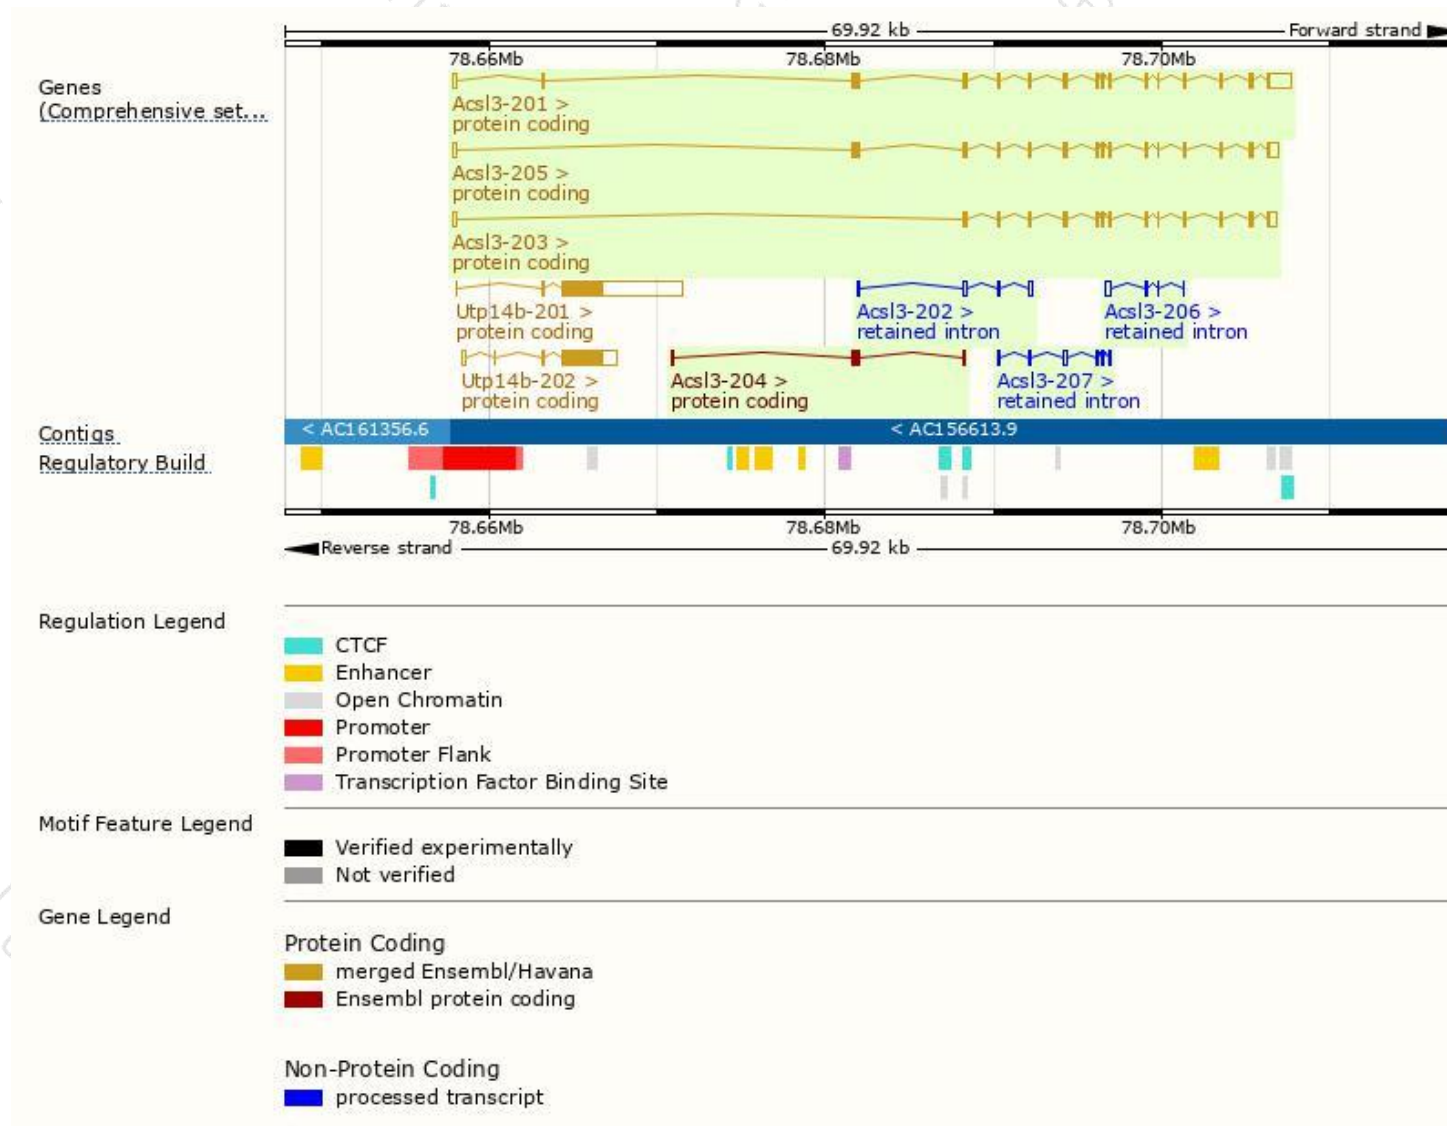 69.92 kb Forward strand
78.66Mb 78.68Mb 78.70Mb
Genes
(Comprehensive set...
Acsl3-201 >
protein coding
Acsl3-205 >
protein coding
Acsl3-203 >
protein coding
Utp14b-201 > Acsl3-202 > Acsl3-206 >
protein coding retained intron retained intron
Utp14b-202 > Acsl3-204 > Acsl3-207 >
protein coding protein coding retained intron
Contigs < AC161356.6 < AC156613.9
Regulatory Build
78.66Mb 78.68Mb 78.70Mb
Reverse strand 69.92 kb
Regulation Legend
CTCF
Enhancer
Open Chromatin
Promoter
Promoter Flank
Transcription Factor Binding Site
Motif Feature Legend
Verified experimentally
Not verified
Gene Legend
Protein Coding
merged Ensembl/Havana
Ensembl protein coding
Non-Protein Coding
processed transcript